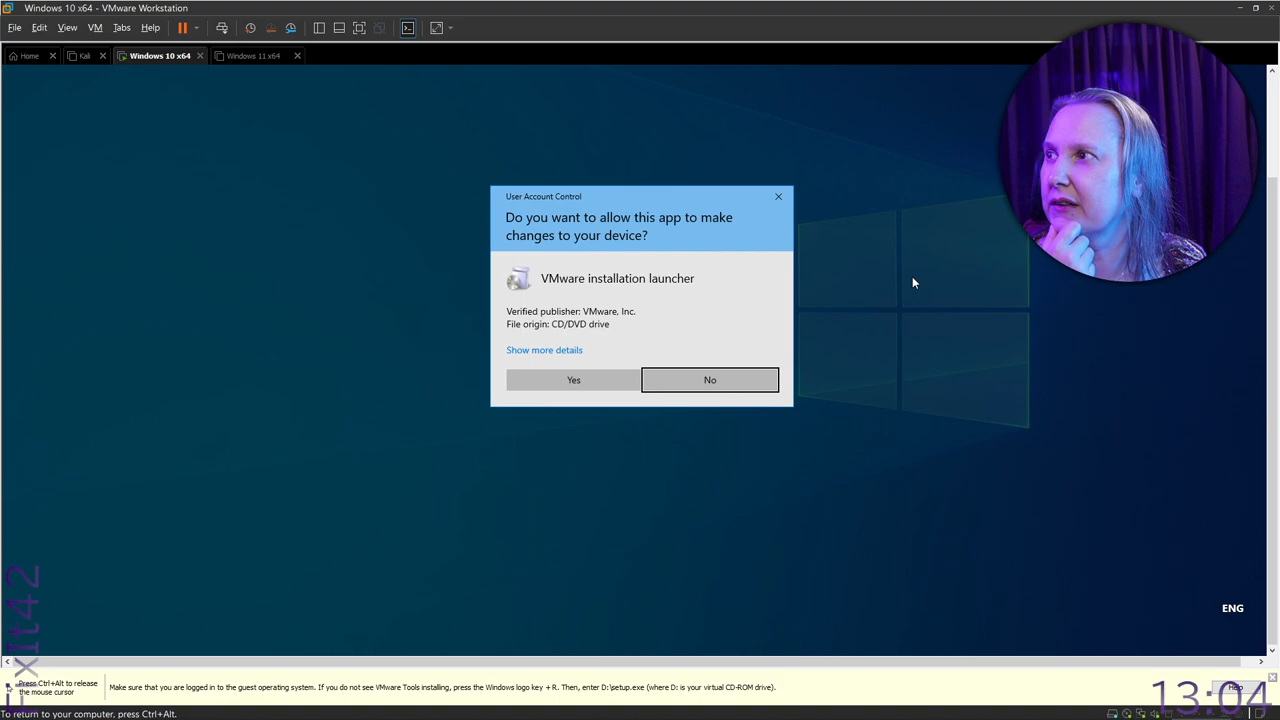 Windows 10 x64 - VMware Workstation
File Edit View VM Tabs Help
Home Kali Windows 10 x64 Windows 11 x64
User Account Control
Do you want to allow this app to make
changes to your device?
VMware installation launcher
Verified publisher: VMware, Inc.
File origin: CD/DVD drive
Show more details
Yes No
ENG
ExIt42
Press Ctrl+Alt to release
the mouse cursor
Make sure that you are logged in to the guest operating system. If you do not see VMware Tools installing, press the Windows logo key + R. Then, enter D:\setup.exe (where D: is your virtual CD-ROM drive).
Help
13:04
To return to your computer, press Ctrl+Alt.